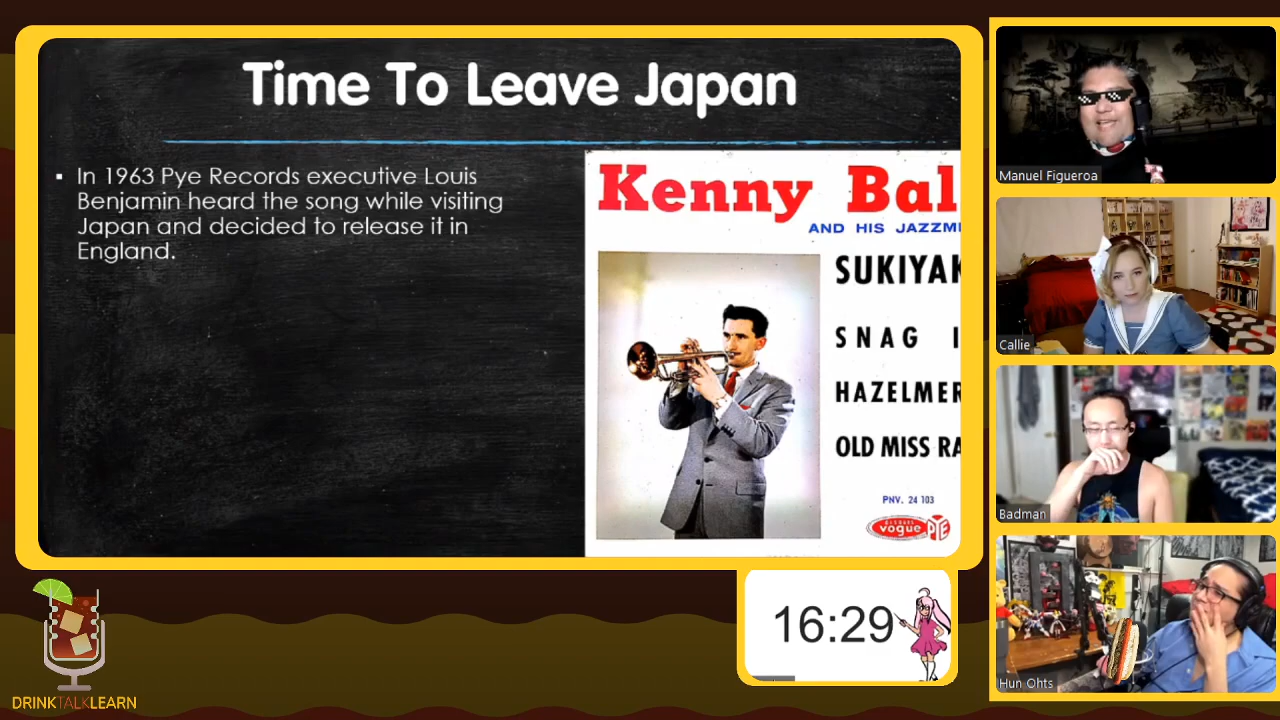 Time To Leave Japan
▪ In 1963 Pye Records executive Louis
Benjamin heard the song while visiting
Japan and decided to release it in
England.
Kenny Bal
AND HIS JAZZM
SUKIYAK
SNAG I
HAZELMER
OLD MISS RA
PNV. 24 103
DISQUES
vogue
PYE
16:29
DRINKTALKLEARN
Manuel Figueroa
Callie
Badman
Hun Ohts